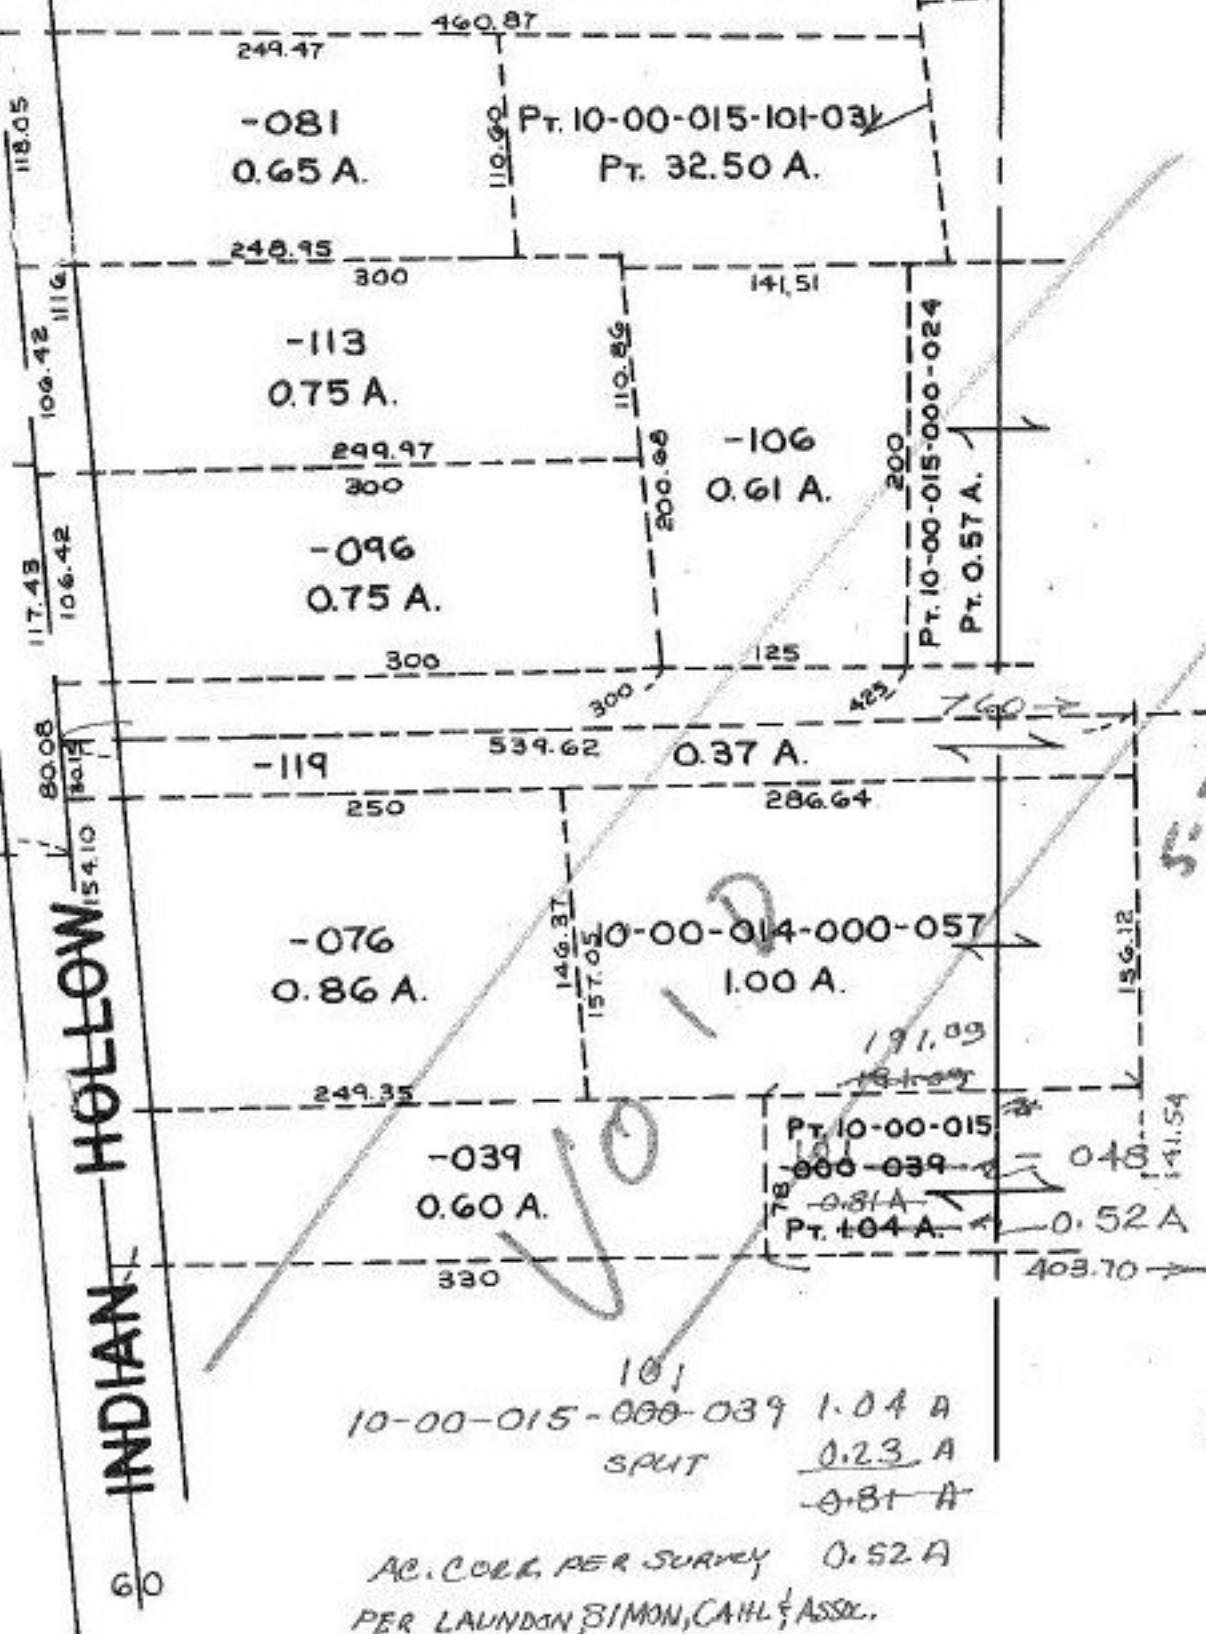 460.87
249.47
118.05
-081
0.65 A.
110.60
Pt. 10-00-015-101-031
Pt. 32.50 A.
248.95
300
141.51
116
106.42
-113
0.75 A.
110.86
Pt. 10-00-015-000-024
Pt. 0.57 A.
299.97
300
200.68
-106
0.61 A.
200
117.43
106.42
-096
0.75 A.
300
125
300
425
760
80.08
539.62
0.37 A.
-119
250
286.64
154.10
-076
0.86 A.
146.37
157.05
10-00-014-000-057
1.00 A.
156.12
VOID
191.09
249.35
-039
0.60 A.
78
Pt. 10-00-015
-000-039
101
- 048
0.81 A
Pt. 1.04 A.
0.52 A
141.54
330
403.70
INDIAN HOLLOW
60
101
10-00-015-000-039 1.04 A
SPLIT 0.23 A
0.81 A
AC. CORR. PER SURVEY 0.52 A
PER LAUNDON, SIMON, CAHL & ASSOC.